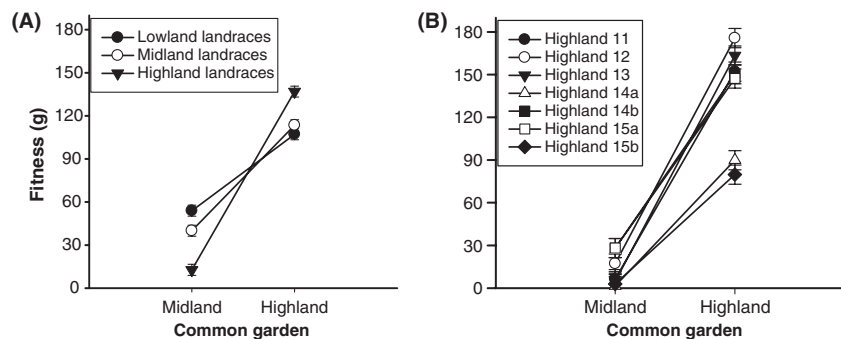 (A)
Lowland landraces
Midland landraces
Highland landraces
180
150
120
90
60
30
0
Fitness (g)
Midland Highland
Common garden
(B)
Highland 11
Highland 12
Highland 13
Highland 14a
Highland 14b
Highland 15a
Highland 15b
180
150
120
90
60
30
0
Midland Highland
Common garden